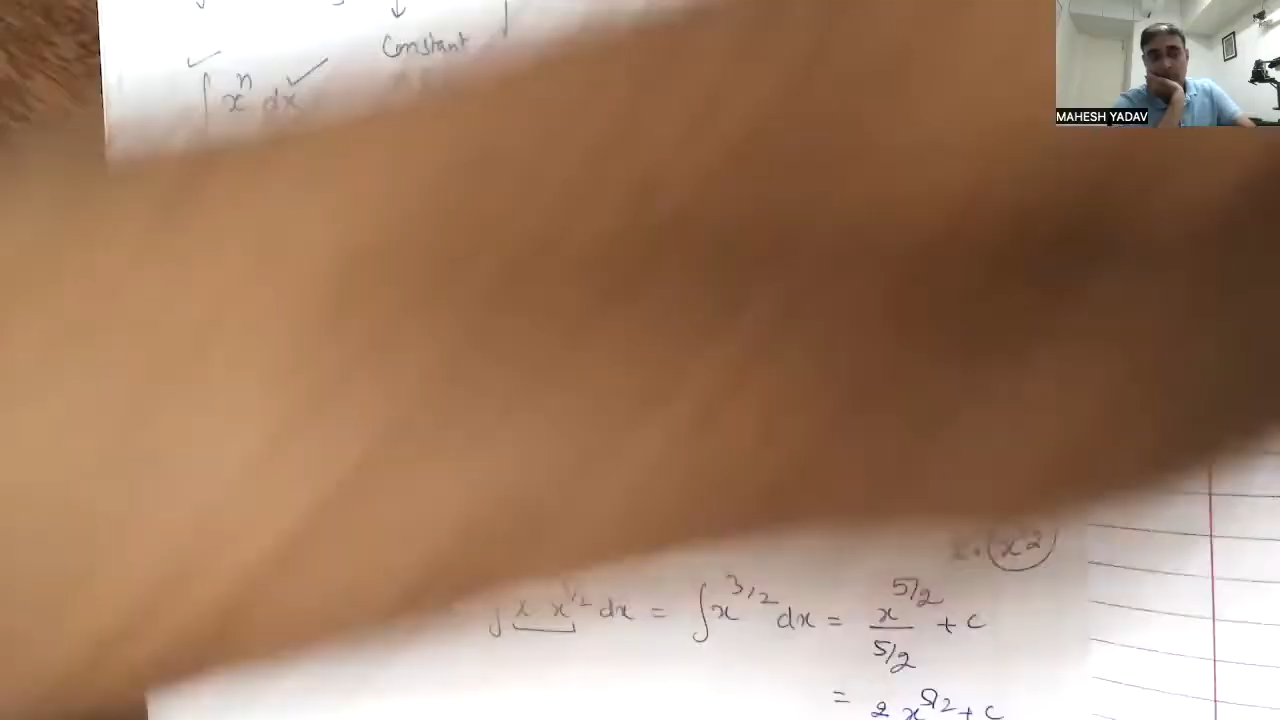 Constant
MAHESH YADAV
∫ xⁿ dx
x²
∫ x x^1/2 dx = ∫ x^3/2 dx = x^5/2 / 5/2 + c
= 2 x^5/2 + c